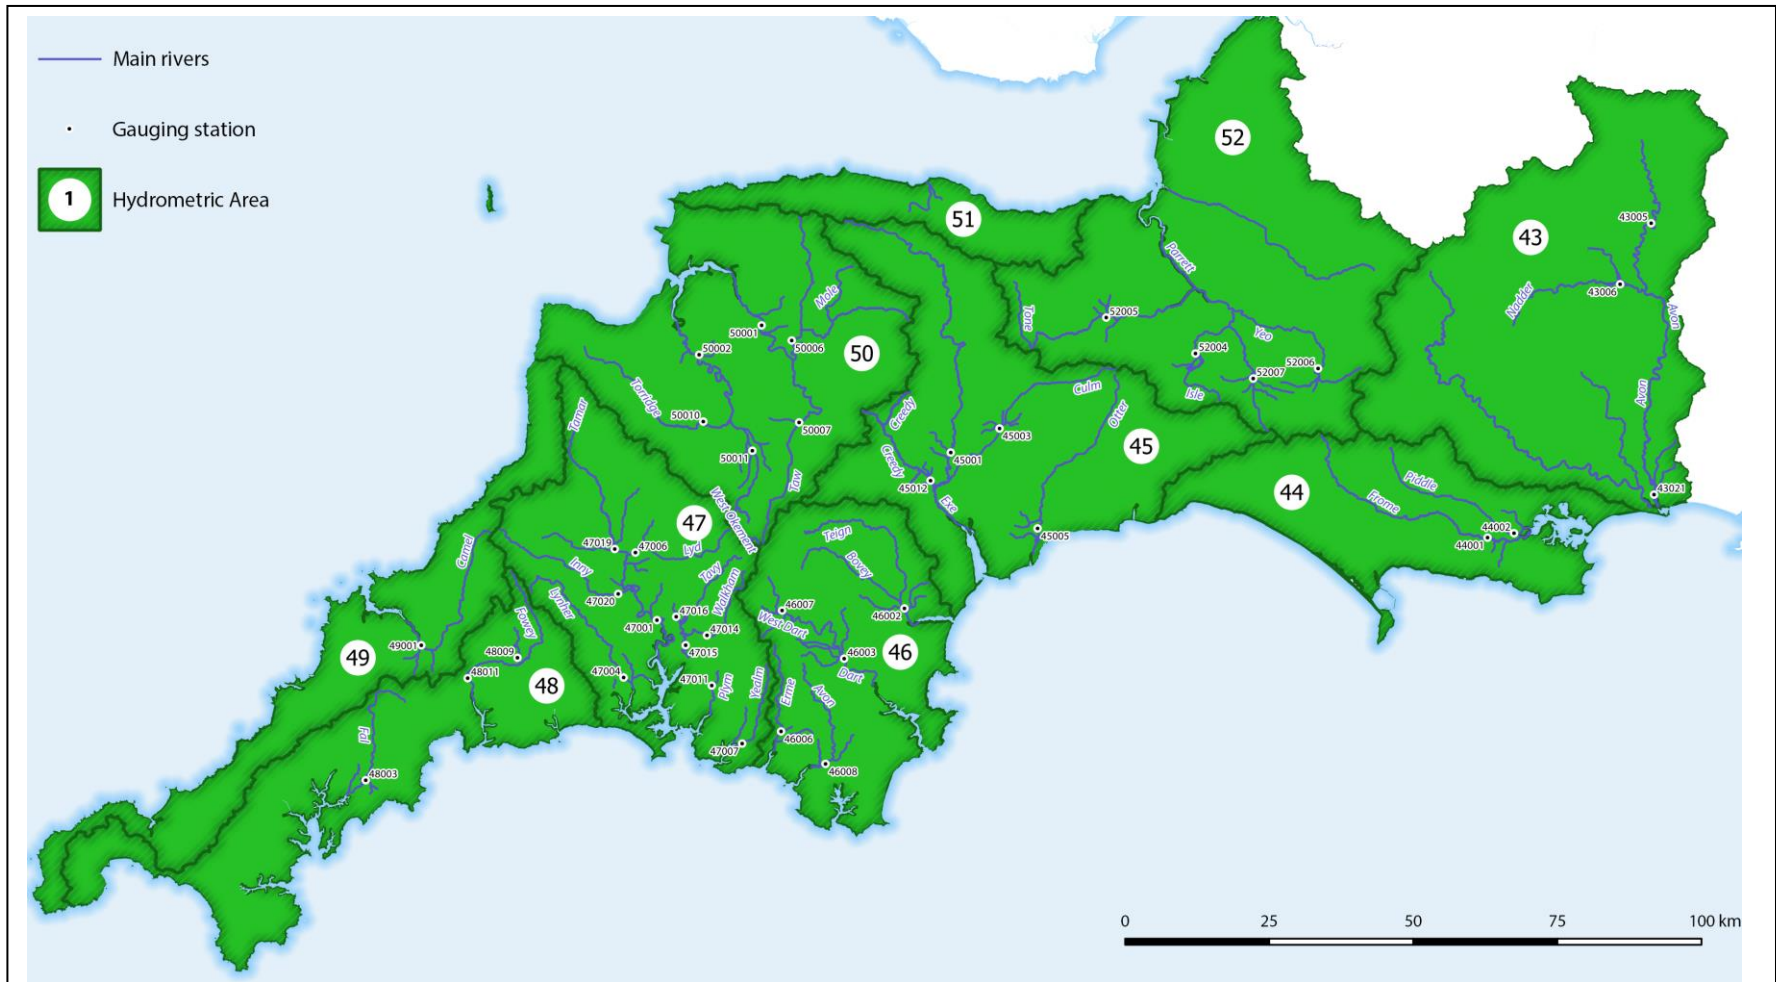 Main rivers
Gauging station
1
Hydrometric Area
52
51
43
43005
Parrett
Nadder
43006
Avon
Mole
Tone
52005
50001
50006
50002
50
Yeo
52004
52006
52007
Isle
Avon
Torridge
Tamar
50010
50007
Culm
Otter
Creedy
45003
45
Creedy
45001
50011
45012
Taw
Exe
43021
44
Piddle
Frome
44002
44001
47
West Okement
45005
Teign
Camel
47019
47006
Lyd
Inny
Tavy
Bovey
Lynher
47020
Walkham
46007
46002
Fowey
47016
47001
47014
West Dart
49001
47015
46
49
48009
46003
48011
48
47004
47011
Plym
Yealm
Erme
Avon
Dart
Fal
47007
46006
46008
48003
0 25 50 75 100 km